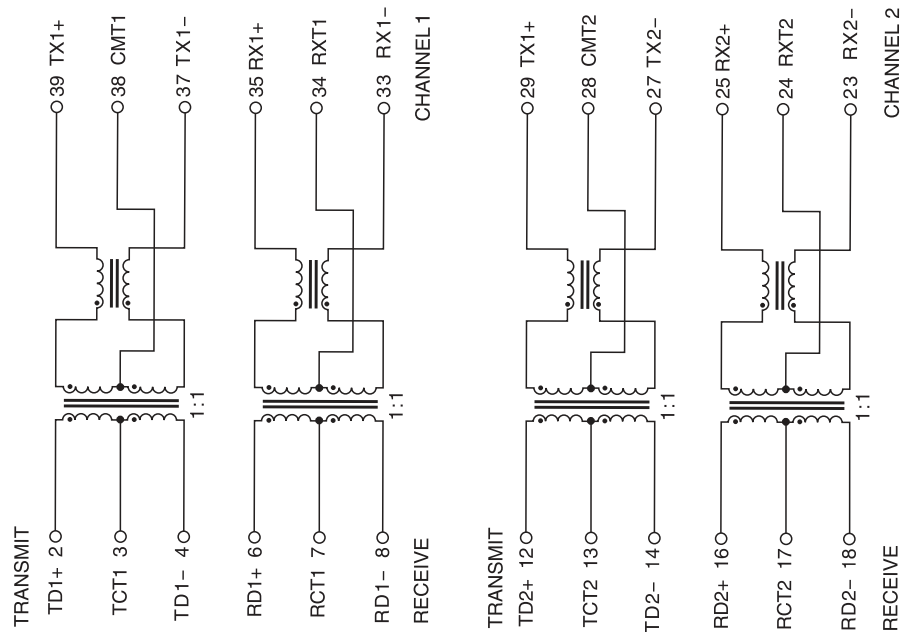 TRANSMIT
TD1+ 2
39 TX1+
TCT1 3
38 CMT1
TD1− 4
37 TX1−
1:1
RD1+ 6
35 RX1+
RCT1 7
34 RXT1
RD1− 8
33 RX1−
1:1
RECEIVE
CHANNEL 1
TRANSMIT
TD2+ 12
29 TX1+
TCT2 13
28 CMT2
TD2− 14
27 TX2−
1:1
RD2+ 16
25 RX2+
RCT2 17
24 RXT2
RD2− 18
23 RX2−
1:1
RECEIVE
CHANNEL 2